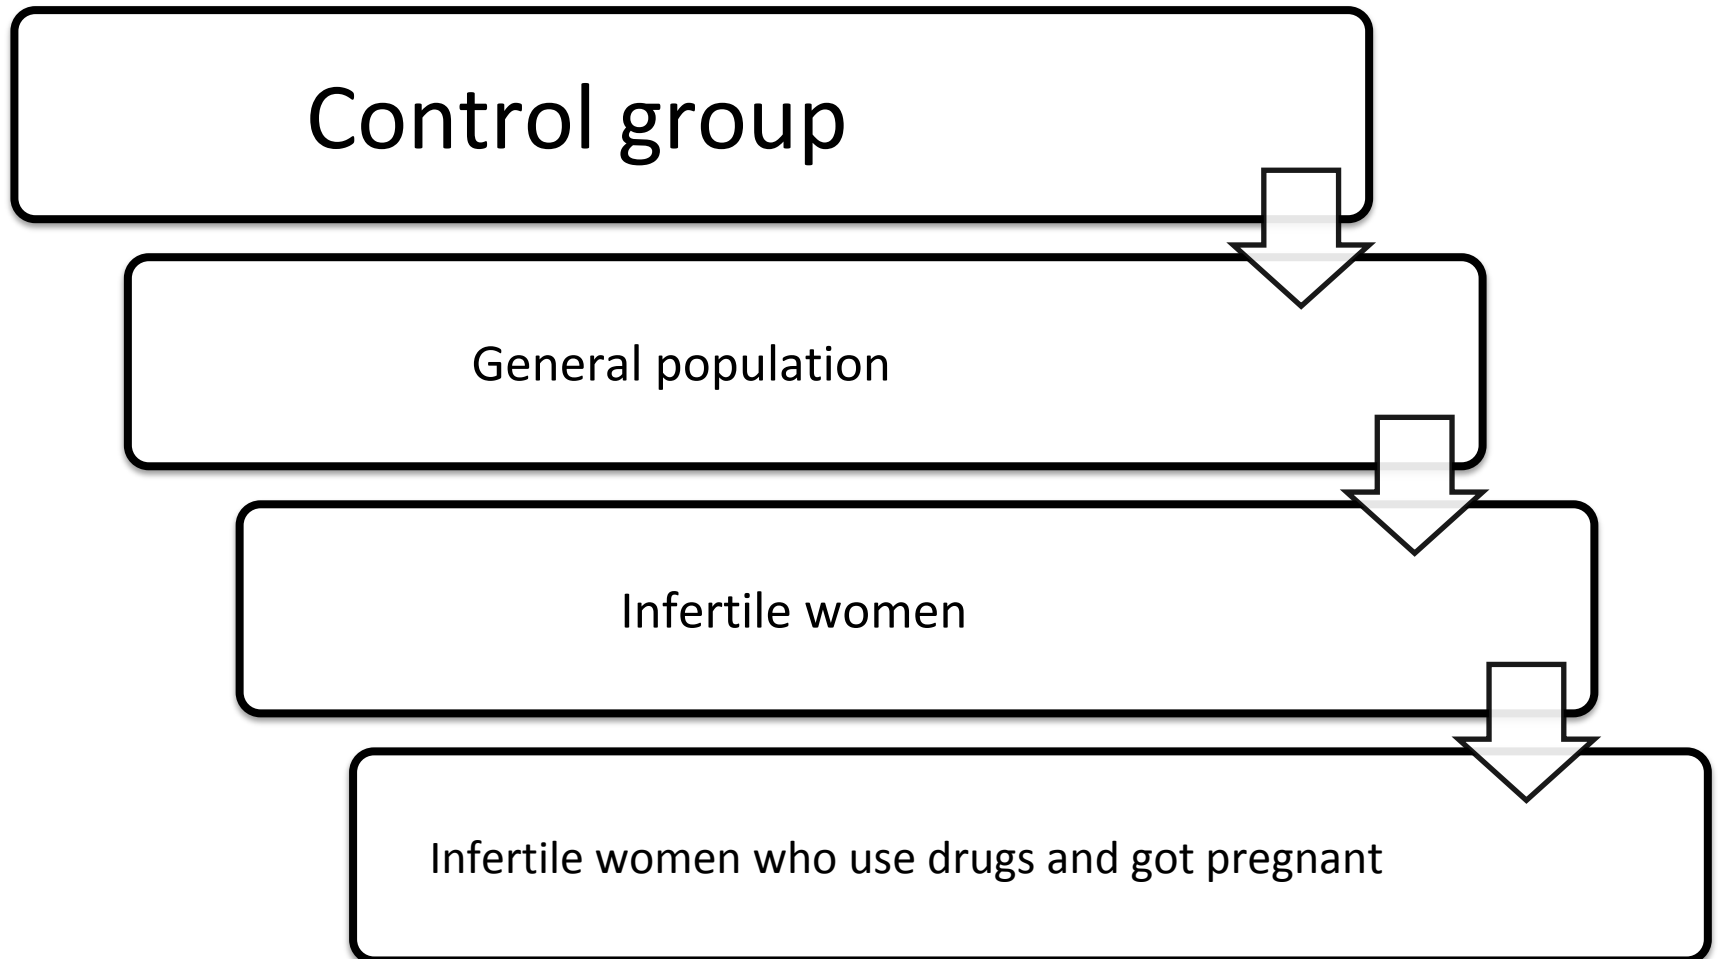 Control group
General population
Infertile women
Infertile women who use drugs and got pregnant